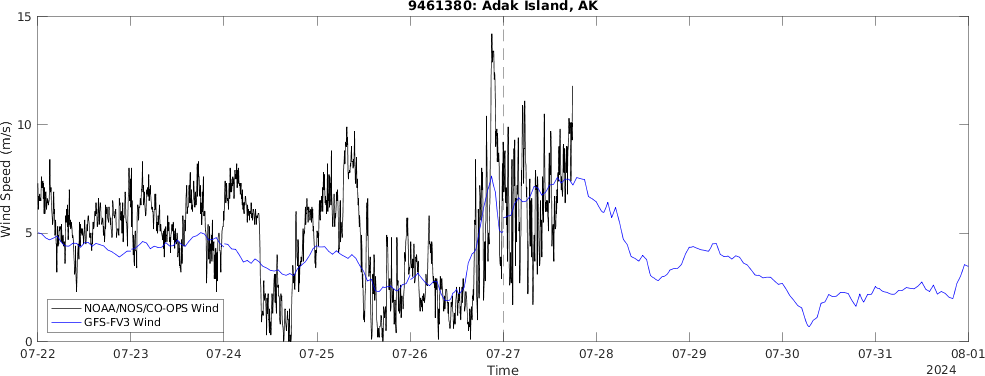 9461380: Adak Island, AK
Wind Speed (m/s)
15
10
5
0
NOAA/NOS/CO-OPS Wind
GFS-FV3 Wind
07-22 07-23 07-24 07-25 07-26 07-27 07-28 07-29 07-30 07-31 08-01
Time
2024